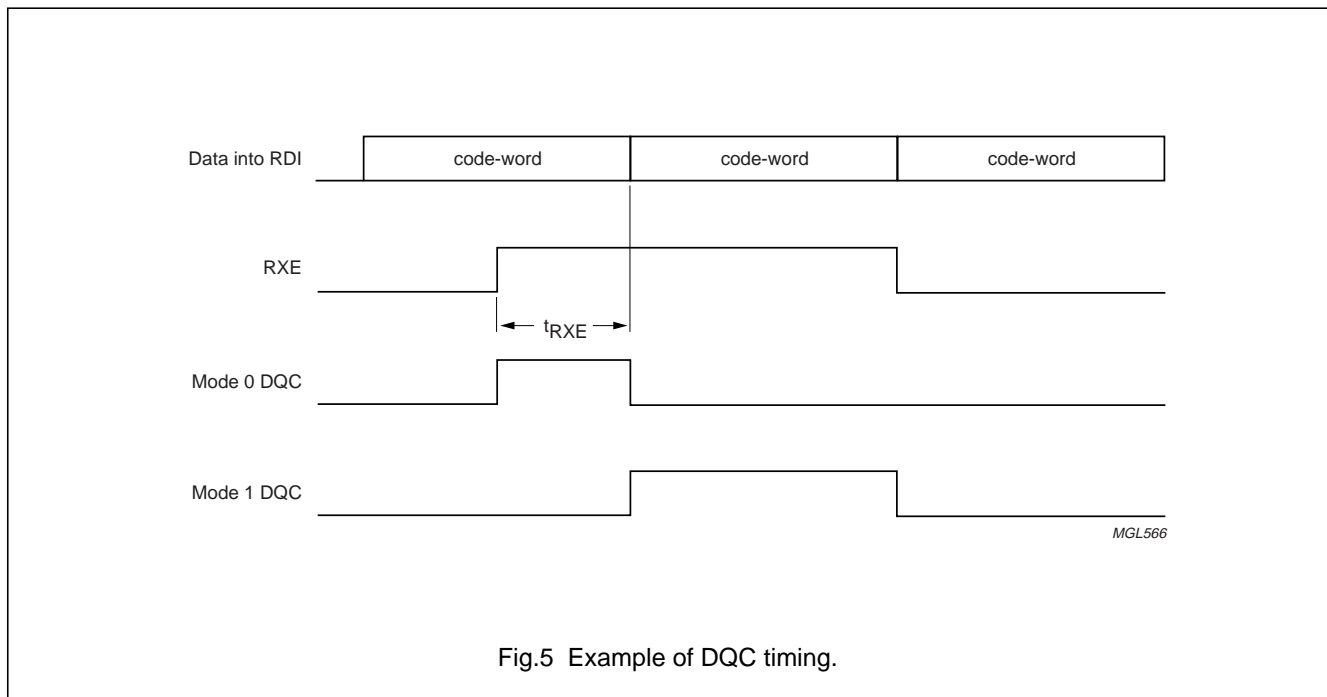 Data into RDI
code-word code-word code-word
RXE
tRXE
Mode 0 DQC
Mode 1 DQC
MGL566
Fig.5 Example of DQC timing.